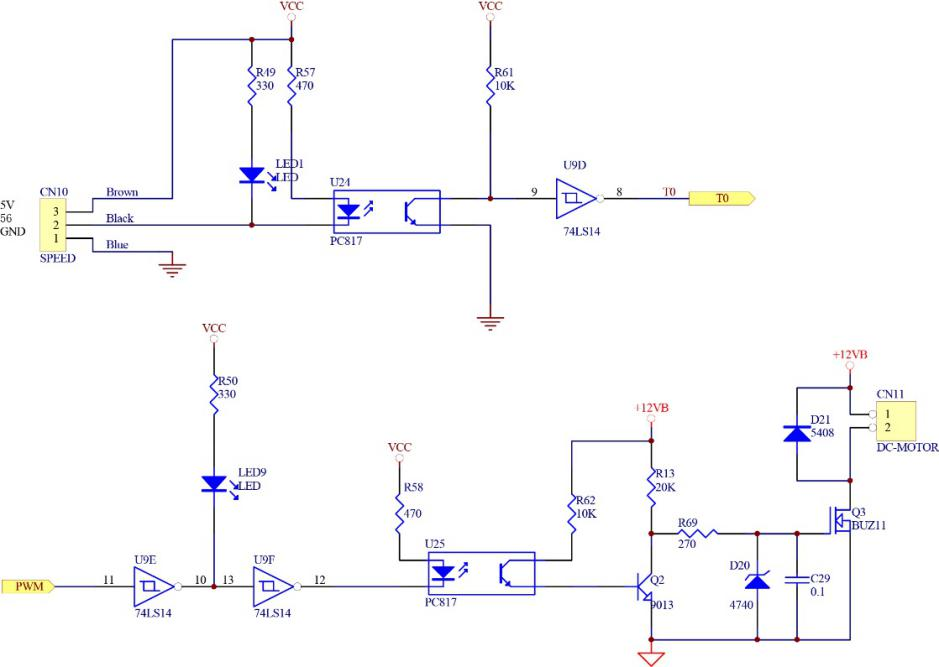 VCC
VCC
R49
330
R57
470
R61
10K
LED1
LED
U9D
U24
CN10
Brown
9
8
T0
T0
5V
56
GND
3
2
1
Black
Blue
PC817
74LS14
SPEED
VCC
R50
330
+12VB
CN11
1
2
DC-MOTOR
D21
5408
+12VB
VCC
LED9
LED
R58
470
R62
10K
R13
20K
Q3
BUZ11
R69
270
U9E
U9F
U25
PWM
11
10
13
12
74LS14
74LS14
PC817
Q2
9013
D20
4740
C29
0.1